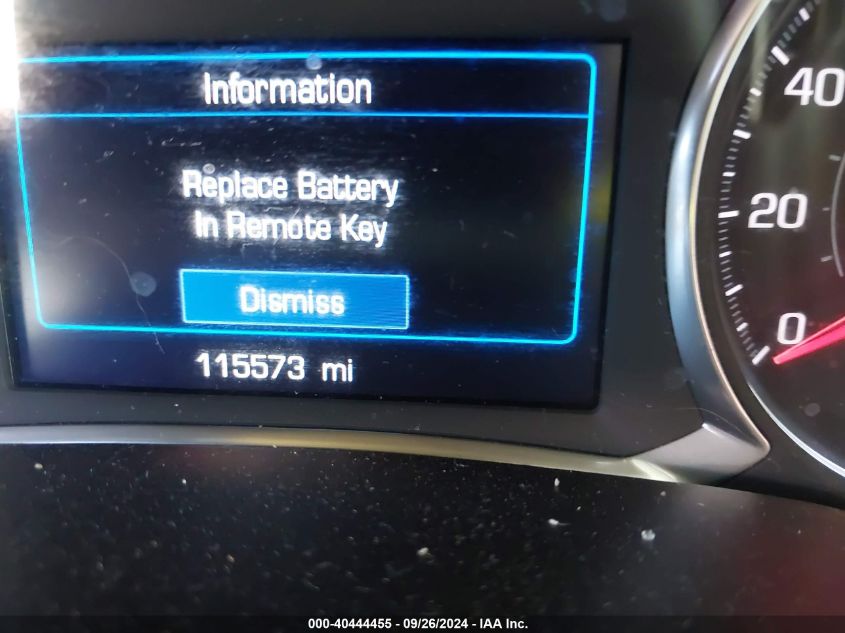 Information
Replace Battery
In Remote Key
Dismiss
115573 mi
40
20
0
000-40444455 - 09/26/2024 - IAA Inc.